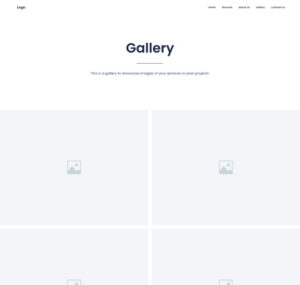 Logo
Home Services About Us Gallery Contact Us
Gallery
This is a gallery to showcase images of your services or past projects.